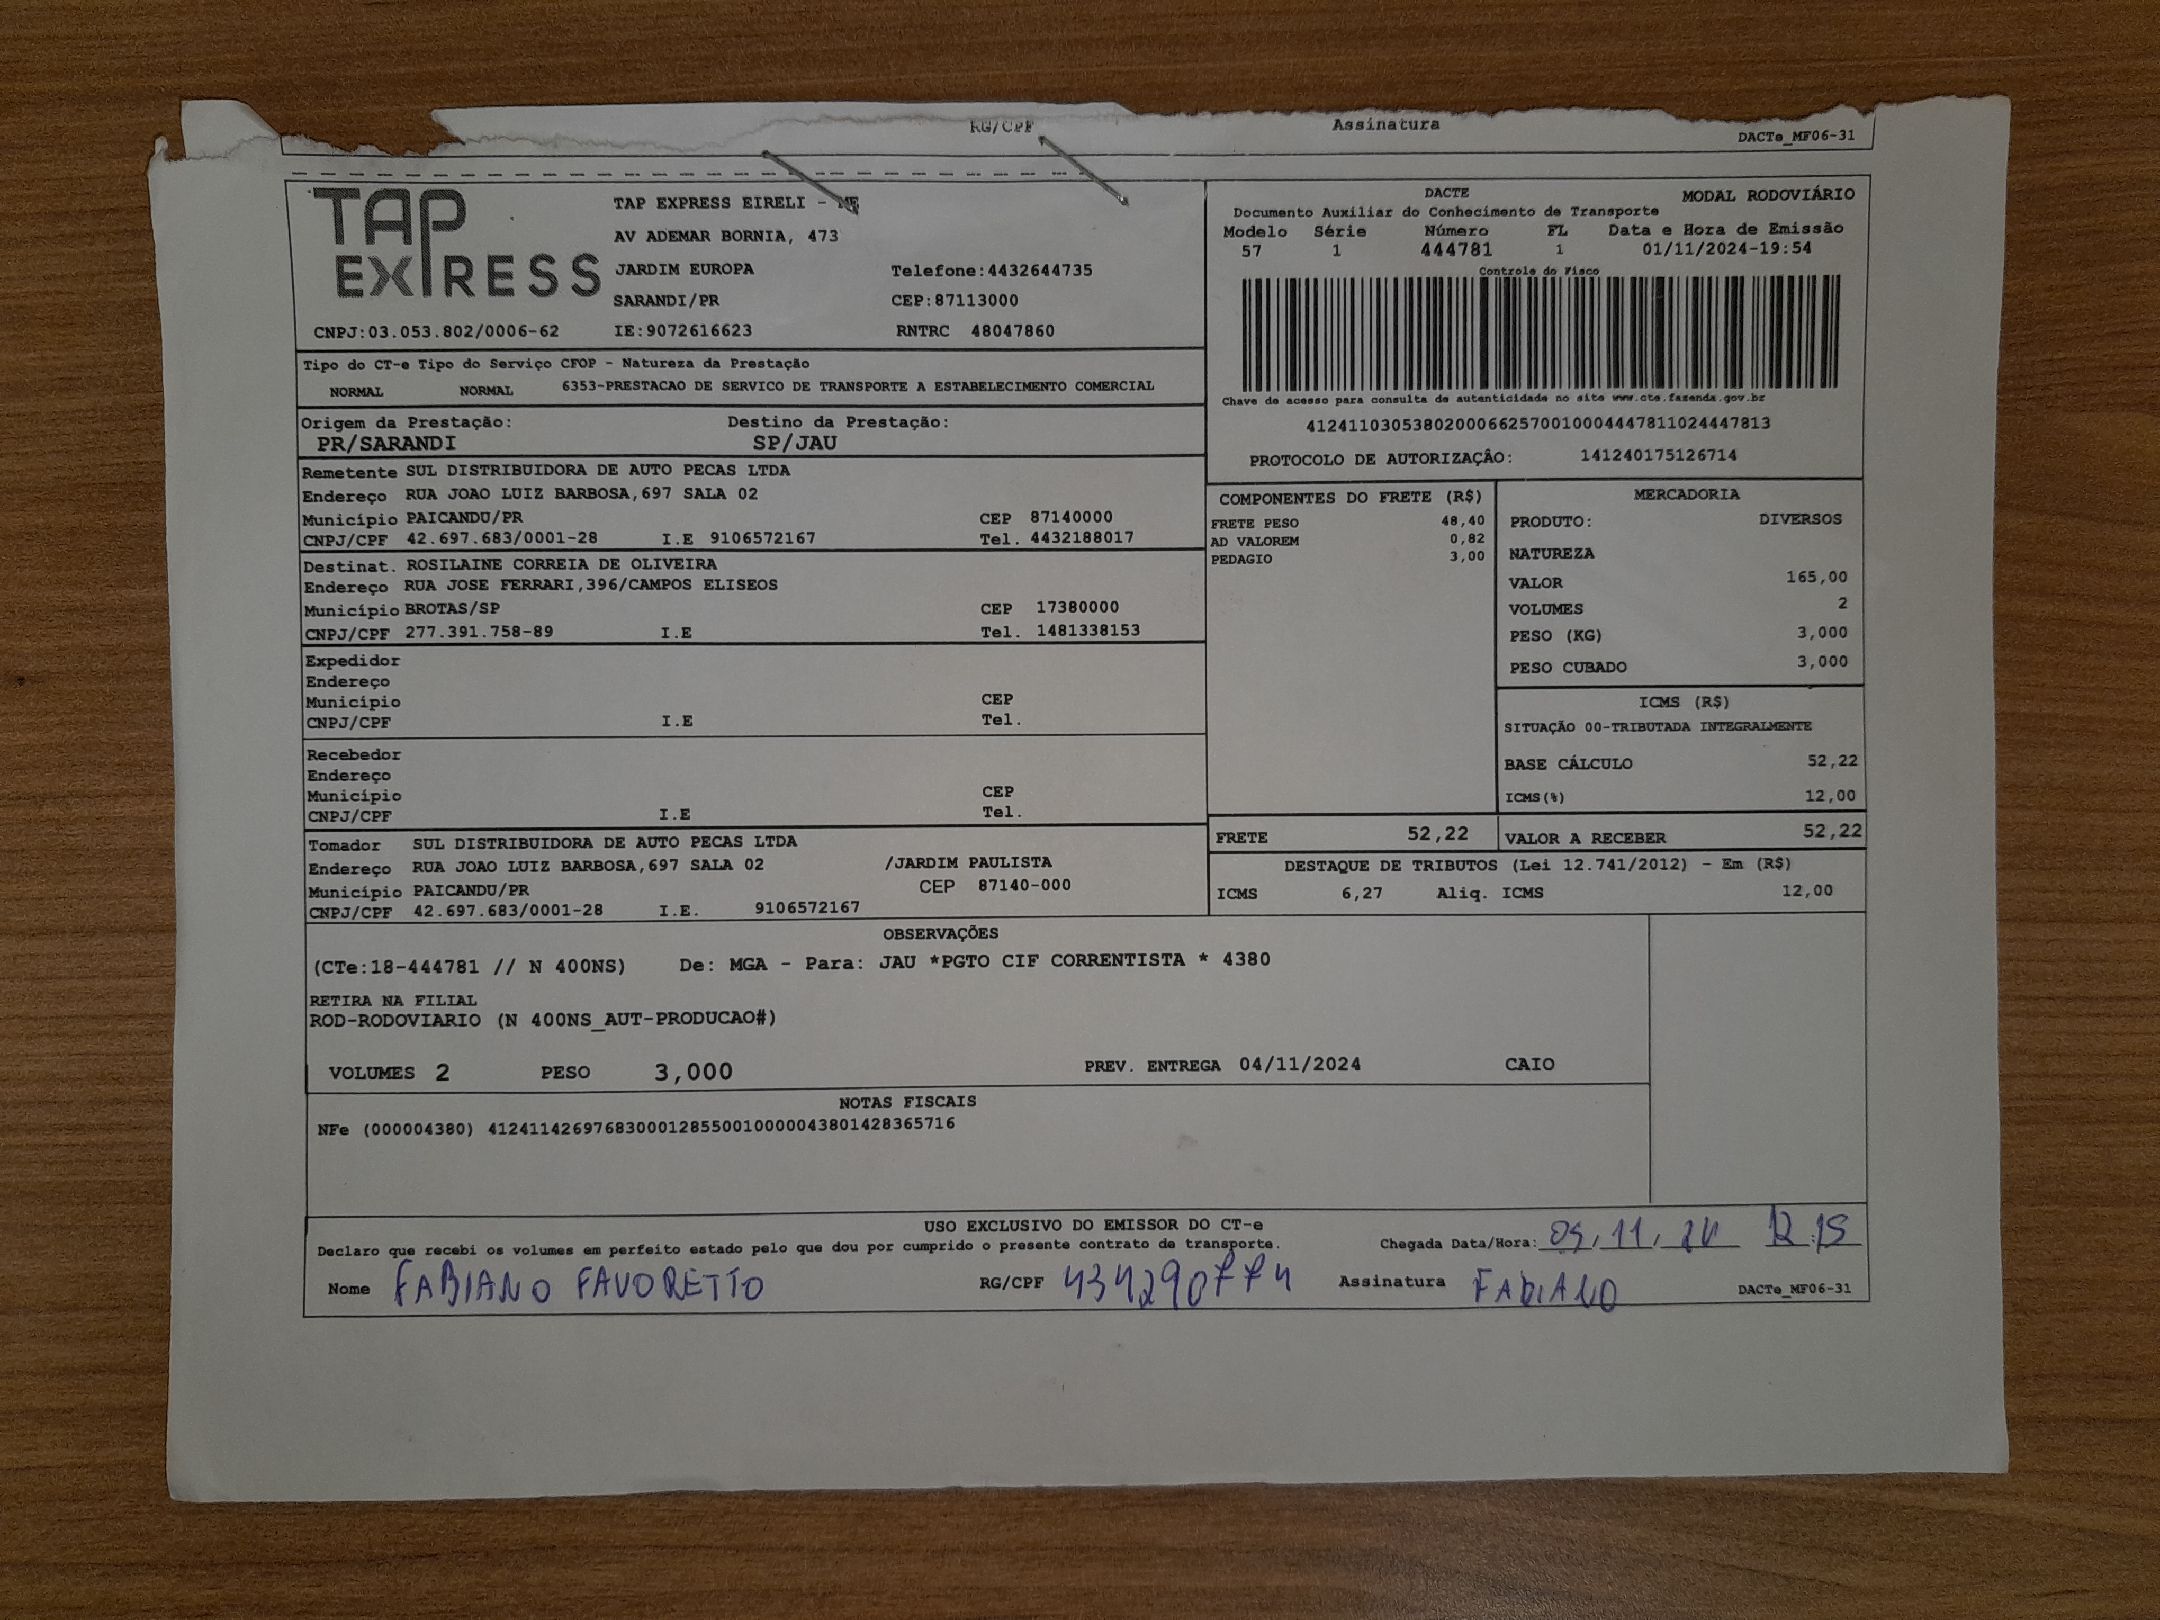 RG/CPF Assinatura
DACTe_MF06-31
TAP EXPRESS
TAP EXPRESS EIRELI - ME
AV ADEMAR BORNIA, 473
JARDIM EUROPA Telefone:4432644735
SARANDI/PR CEP:87113000
CNPJ:03.053.802/0006-62 IE:9072616623 RNTRC 48047860
DACTE MODAL RODOVIÁRIO
Documento Auxiliar do Conhecimento de Transporte
Modelo Série Número FL Data e Hora de Emissão
57 1 444781 1 01/11/2024-19:54
Controle do Fisco
Chave de acesso para consulta de autenticidade no site www.cte.fazenda.gov.br
41241103053802000662570010004447811024447813
PROTOCOLO DE AUTORIZAÇÂO: 141240175126714
Tipo do CT-e Tipo do Serviço CFOP - Natureza da Prestação
NORMAL NORMAL 6353-PRESTACAO DE SERVICO DE TRANSPORTE A ESTABELECIMENTO COMERCIAL
Origem da Prestação: Destino da Prestação:
PR/SARANDI SP/JAU
Remetente SUL DISTRIBUIDORA DE AUTO PECAS LTDA
Endereço RUA JOAO LUIZ BARBOSA,697 SALA 02
Município PAICANDU/PR CEP 87140000
CNPJ/CPF 42.697.683/0001-28 I.E 9106572167 Tel. 4432188017
Destinat. ROSILAINE CORREIA DE OLIVEIRA
Endereço RUA JOSE FERRARI,396/CAMPOS ELISEOS
Município BROTAS/SP CEP 17380000
CNPJ/CPF 277.391.758-89 I.E Tel. 1481338153
Expedidor
Endereço
Município CEP
CNPJ/CPF I.E Tel.
Recebedor
Endereço
Município CEP
CNPJ/CPF I.E Tel.
Tomador SUL DISTRIBUIDORA DE AUTO PECAS LTDA
Endereço RUA JOAO LUIZ BARBOSA,697 SALA 02 /JARDIM PAULISTA
Município PAICANDU/PR CEP 87140-000
CNPJ/CPF 42.697.683/0001-28 I.E. 9106572167
COMPONENTES DO FRETE (R$)
FRETE PESO 48,40
AD VALOREM 0,82
PEDAGIO 3,00
MERCADORIA
PRODUTO: DIVERSOS
NATUREZA
VALOR 165,00
VOLUMES 2
PESO (KG) 3,000
PESO CUBADO 3,000
ICMS (R$)
SITUAÇÃO 00-TRIBUTADA INTEGRALMENTE
BASE CÁLCULO 52,22
ICMS(%) 12,00
FRETE 52,22 VALOR A RECEBER 52,22
DESTAQUE DE TRIBUTOS (Lei 12.741/2012) - Em (R$)
ICMS 6,27 Aliq. ICMS 12,00
OBSERVAÇÕES
(CTe:18-444781 // N 400NS) De: MGA - Para: JAU *PGTO CIF CORRENTISTA * 4380
RETIRA NA FILIAL
ROD-RODOVIARIO (N 400NS_AUT-PRODUCAO#)
VOLUMES 2 PESO 3,000 PREV. ENTREGA 04/11/2024 CAIO
NOTAS FISCAIS
NFe (000004380) 41241142697683000128550010000043801428365716
USO EXCLUSIVO DO EMISSOR DO CT-e
Declaro que recebi os volumes em perfeito estado pelo que dou por cumprido o presente contrato de transporte. Chegada Data/Hora: 05,11,24 12:15
Nome FABIANO FAVORETTO RG/CPF 434290774 Assinatura FABIANO DACTe_MF06-31